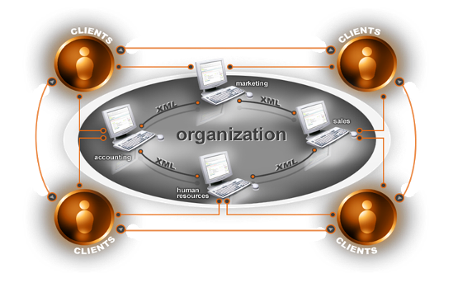 CLIENTS
CLIENTS
marketing
XML
XML
sales
organization
accounting
XML
XML
human
resources
CLIENTS
CLIENTS